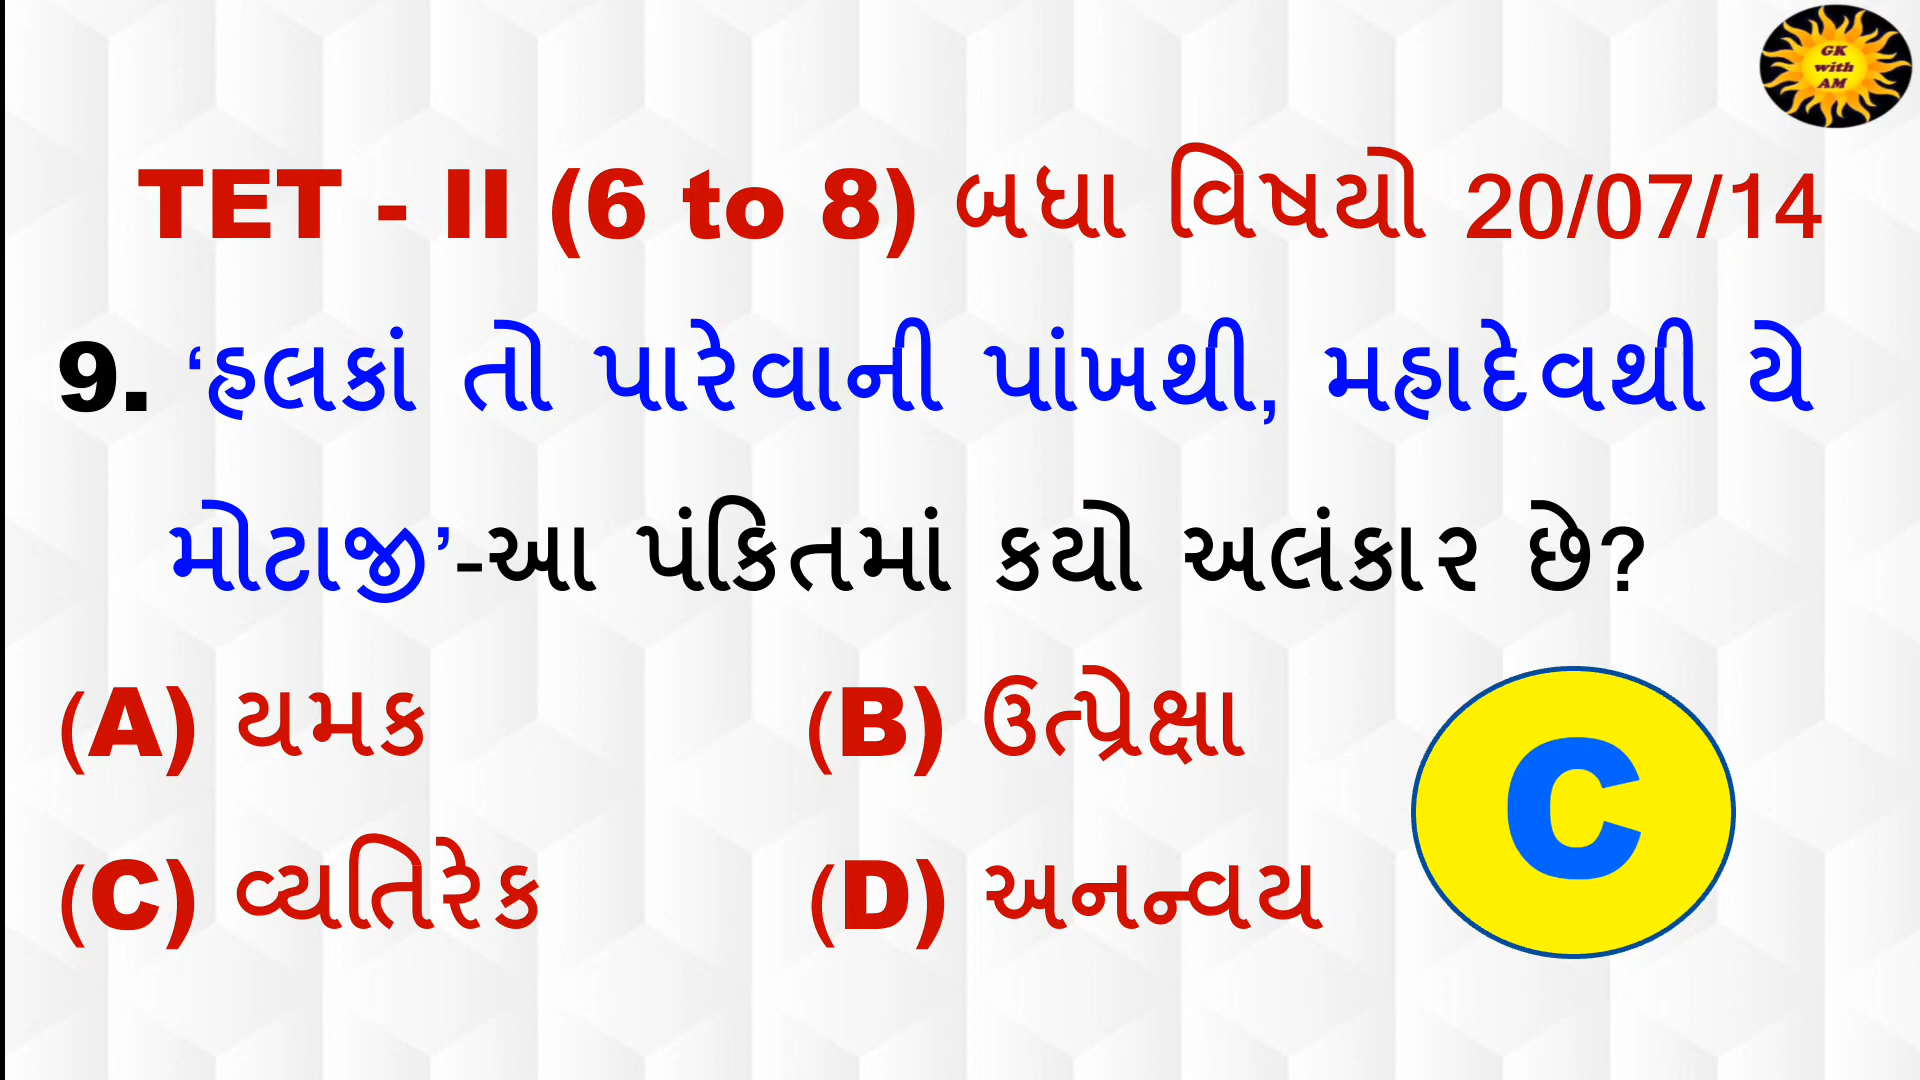 GK
with
AM
TET - II (6 to 8) બધા વિષયો 20/07/14
9. ‘હલકાં તો પારેવાની પાંખથી, મહાદેવથી યે
મોટાજી’-આ પંકિતમાં કયો અલંકાર છે?
(A) યમક (B) ઉત્પ્રેક્ષા
(C) વ્યતિરેક (D) અનન્વય
C